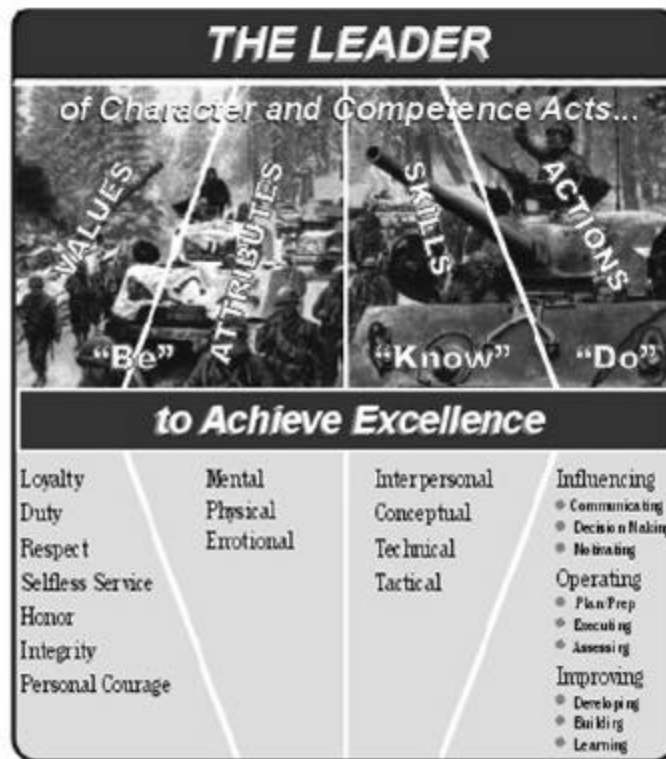 THE LEADER
of Character and Competence Acts...
VALUES
ATTRIBUTES
SKILLS
ACTIONS
"Be"
"Know"
"Do"
to Achieve Excellence
Loyalty
Duty
Respect
Selfless Service
Honor
Integrity
Personal Courage
Mental
Physical
Emotional
Interpersonal
Conceptual
Technical
Tactical
Influencing
Communicating
Decision Making
Motivating
Operating
Plan/Prep
Executing
Assessing
Improving
Developing
Building
Learning